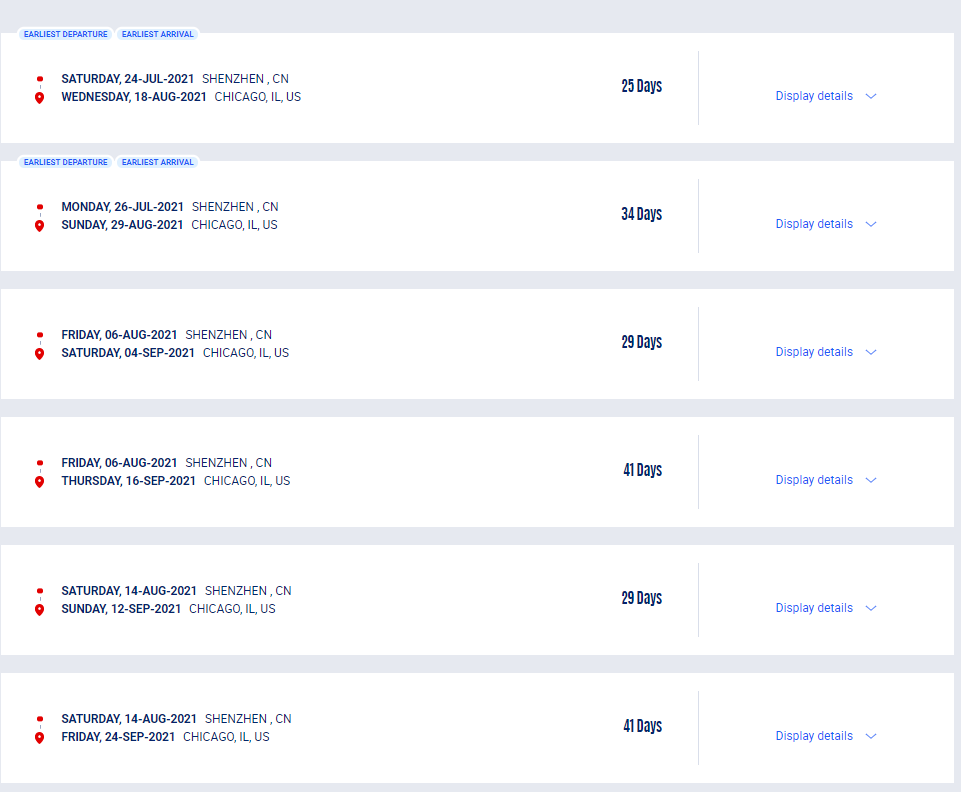 EARLIEST DEPARTURE EARLIEST ARRIVAL
SATURDAY, 24-JUL-2021 SHENZHEN , CN
WEDNESDAY, 18-AUG-2021 CHICAGO, IL, US
25 Days
Display details
EARLIEST DEPARTURE EARLIEST ARRIVAL
MONDAY, 26-JUL-2021 SHENZHEN , CN
SUNDAY, 29-AUG-2021 CHICAGO, IL, US
34 Days
Display details
FRIDAY, 06-AUG-2021 SHENZHEN , CN
SATURDAY, 04-SEP-2021 CHICAGO, IL, US
29 Days
Display details
FRIDAY, 06-AUG-2021 SHENZHEN , CN
THURSDAY, 16-SEP-2021 CHICAGO, IL, US
41 Days
Display details
SATURDAY, 14-AUG-2021 SHENZHEN , CN
SUNDAY, 12-SEP-2021 CHICAGO, IL, US
29 Days
Display details
SATURDAY, 14-AUG-2021 SHENZHEN , CN
FRIDAY, 24-SEP-2021 CHICAGO, IL, US
41 Days
Display details